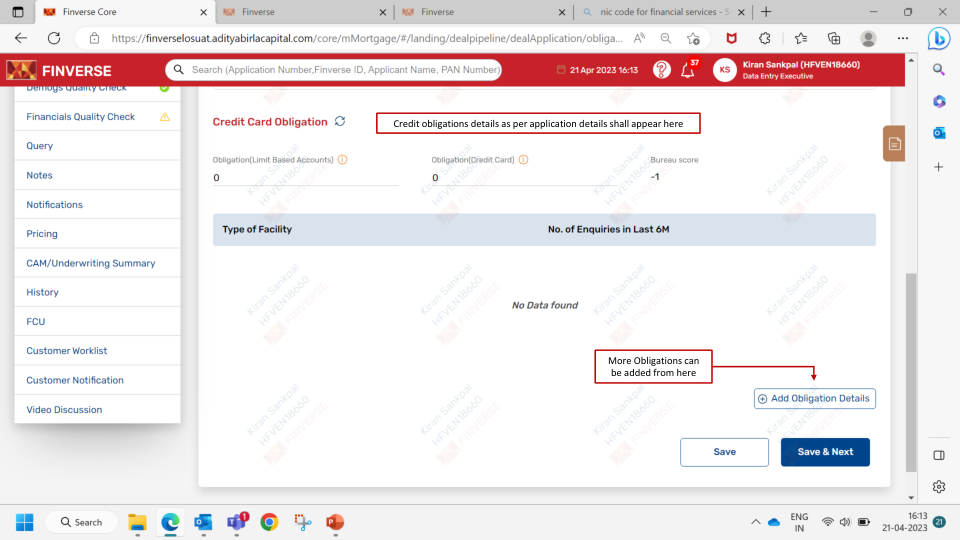 Finverse Core
Finverse
Finverse
nic code for financial services - S
https://finverselosuat.adityabirlacapital.com/core/mMortgage/#/landing/dealpipeline/dealApplication/obliga...
FINVERSE
Search (Application Number,Finverse ID, Applicant Name, PAN Number)
21 Apr 2023 16:13
37
KS
Kiran Sankpal (HFVEN18660)
Data Entry Executive
Demogs Quality Check
Financials Quality Check
Query
Notes
Notifications
Pricing
CAM/Underwriting Summary
History
FCU
Customer Worklist
Customer Notification
Video Discussion
Credit Card Obligation
Credit obligations details as per application details shall appear here
Obligation(Limit Based Accounts)
0
Obligation(Credit Card)
0
Bureau score
-1
Type of Facility
No. of Enquiries in Last 6M
No Data found
More Obligations can
be added from here
Add Obligation Details
Save
Save & Next
Kiran Sankpal
HFVEN18660
FINVERSE
Search
1
ENG
IN
16:13
21-04-2023
21